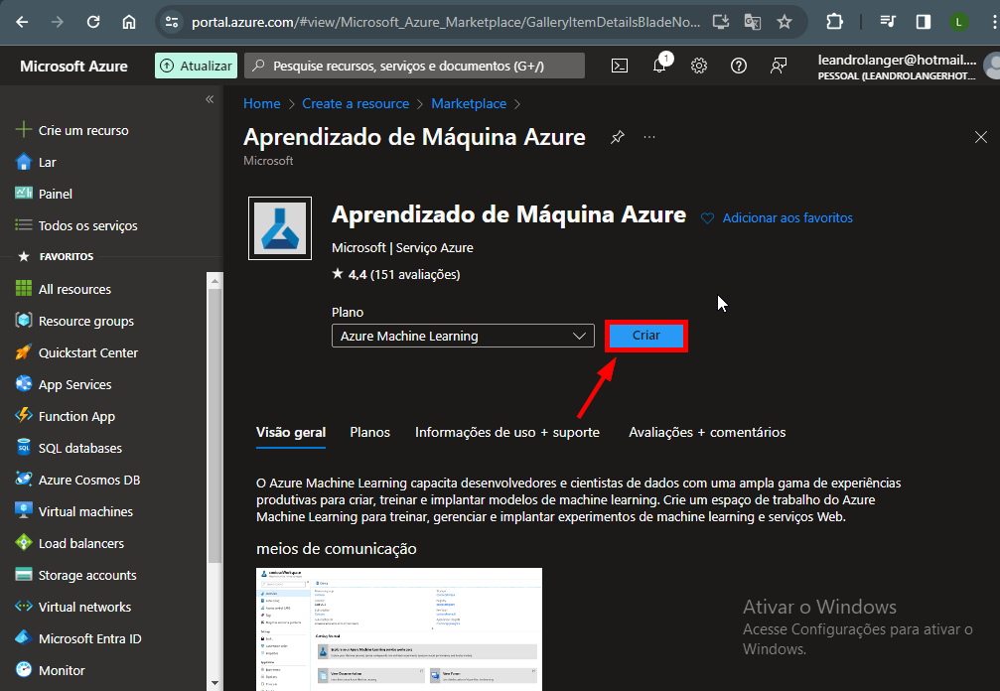 portal.azure.com/#view/Microsoft_Azure_Marketplace/GalleryItemDetailsBladeNo...
L
Microsoft Azure
Atualizar
Pesquise recursos, serviços e documentos (G+/)
1
leandrolanger@hotmail....
PESSOAL (LEANDROLANGERHOT...
Home > Create a resource > Marketplace >
Aprendizado de Máquina Azure
...
Microsoft
Crie um recurso
Lar
Painel
Todos os serviços
FAVORITOS
All resources
Resource groups
Quickstart Center
App Services
Function App
SQL databases
Azure Cosmos DB
Virtual machines
Load balancers
Storage accounts
Virtual networks
Microsoft Entra ID
Monitor
Aprendizado de Máquina Azure
Adicionar aos favoritos
Microsoft | Serviço Azure
★ 4,4 (151 avaliações)
Plano
Azure Machine Learning
Criar
Visão geral
Planos
Informações de uso + suporte
Avaliações + comentários
O Azure Machine Learning capacita desenvolvedores e cientistas de dados com uma ampla gama de experiências
produtivas para criar, treinar e implantar modelos de machine learning. Crie um espaço de trabalho do Azure
Machine Learning para treinar, gerenciar e implantar experimentos de machine learning e serviços Web.
meios de comunicação
Ativar o Windows
Acesse Configurações para ativar o
Windows.